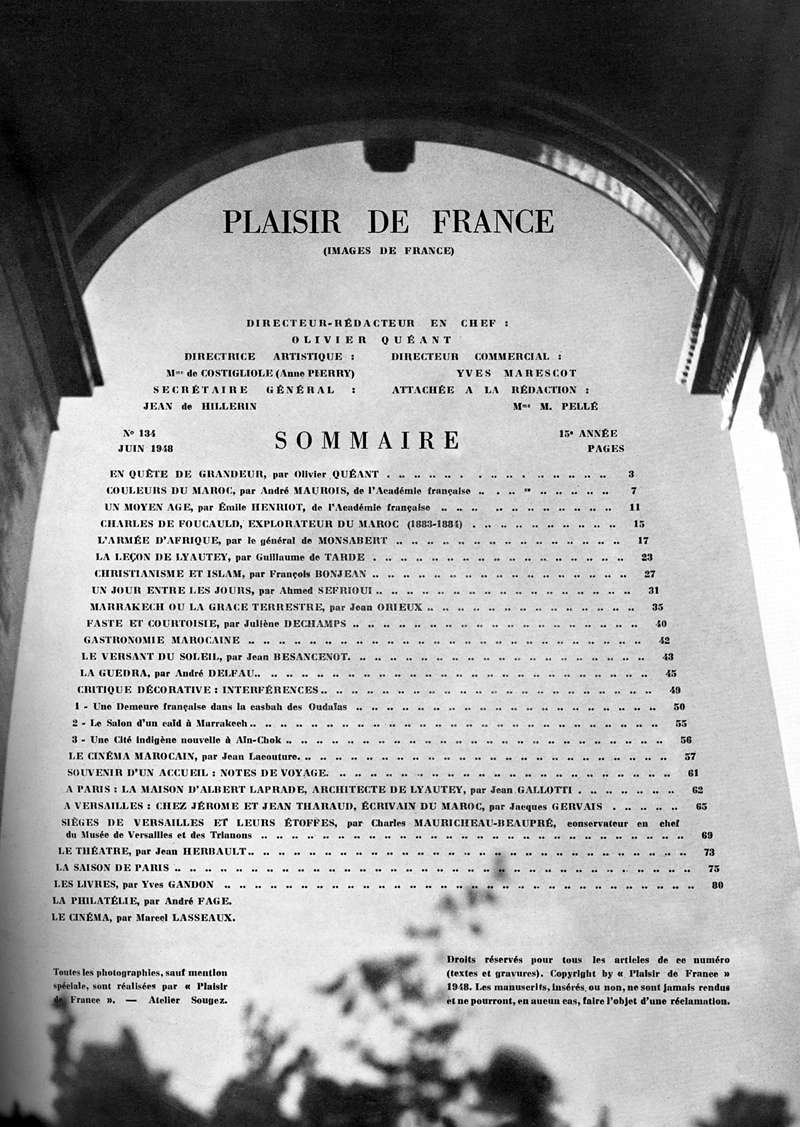 PLAISIR DE FRANCE
(IMAGES DE FRANCE)
DIRECTEUR-RÉDACTEUR EN CHEF :
OLIVIER QUÉANT
DIRECTRICE ARTISTIQUE : DIRECTEUR COMMERCIAL :
Mme de COSTIGLIOLE (Anne PIERRY) YVES MARESCOT
SECRÉTAIRE GÉNÉRAL : ATTACHÉE A LA RÉDACTION :
JEAN de HILLERIN Mme M. PELLÉ
No 134 SOMMAIRE 15e ANNÉE
JUIN 1948 PAGES
EN QUÊTE DE GRANDEUR, par Olivier QUÉANT 3
COULEURS DU MAROC, par André MAUROIS, de l'Académie française 7
UN MOYEN AGE, par Émile HENRIOT, de l'Académie française 11
CHARLES DE FOUCAULD, EXPLORATEUR DU MAROC (1883-1884) 15
L'ARMÉE D'AFRIQUE, par le général de MONSABERT 17
LA LEÇON DE LYAUTEY, par Guillaume de TARDE 23
CHRISTIANISME ET ISLAM, par François BONJEAN 27
UN JOUR ENTRE LES JOURS, par Ahmed SEFRIOUI 31
MARRAKECH OU LA GRACE TERRESTRE, par Jean ORIEUX 35
FASTE ET COURTOISIE, par Juliène DECHAMPS 40
GASTRONOMIE MAROCAINE 42
LE VERSANT DU SOLEIL, par Jean BESANCENOT. 43
LA GUEDRA, par André DELFAU 45
CRITIQUE DÉCORATIVE : INTERFÉRENCES 49
1 - Une Demeure française dans la casbah des Oudaïas 50
2 - Le Salon d'un caïd à Marrakech 55
3 - Une Cité indigène nouvelle à Aïn-Chok 56
LE CINÉMA MAROCAIN, par Jean Lacouture. 57
SOUVENIR D'UN ACCUEIL : NOTES DE VOYAGE. 61
A PARIS : LA MAISON D'ALBERT LAPRADE, ARCHITECTE DE LYAUTEY, par Jean GALLOTTI 62
A VERSAILLES : CHEZ JÉROME ET JEAN THARAUD, ÉCRIVAIN DU MAROC, par Jacques GERVAIS 65
SIÈGES DE VERSAILLES ET LEURS ÉTOFFES, par Charles MAURICHEAU-BEAUPRÉ, conservateur en chef
du Musée de Versailles et des Trianons 69
LE THÉATRE, par Jean HERBAULT 73
LA SAISON DE PARIS 75
LES LIVRES, par Yves GANDON 80
LA PHILATÉLIE, par André FAGE.
LE CINÉMA, par Marcel LASSEAUX.
Toutes les photographies, sauf mention
spéciale, sont réalisées par « Plaisir
de France ». — Atelier Sougez.
Droits réservés pour tous les articles de ce numéro
(textes et gravures). Copyright by « Plaisir de France »
1948. Les manuscrits, insérés ou non, ne sont jamais rendus
et ne pourront, en aucun cas, faire l'objet d'une réclamation.